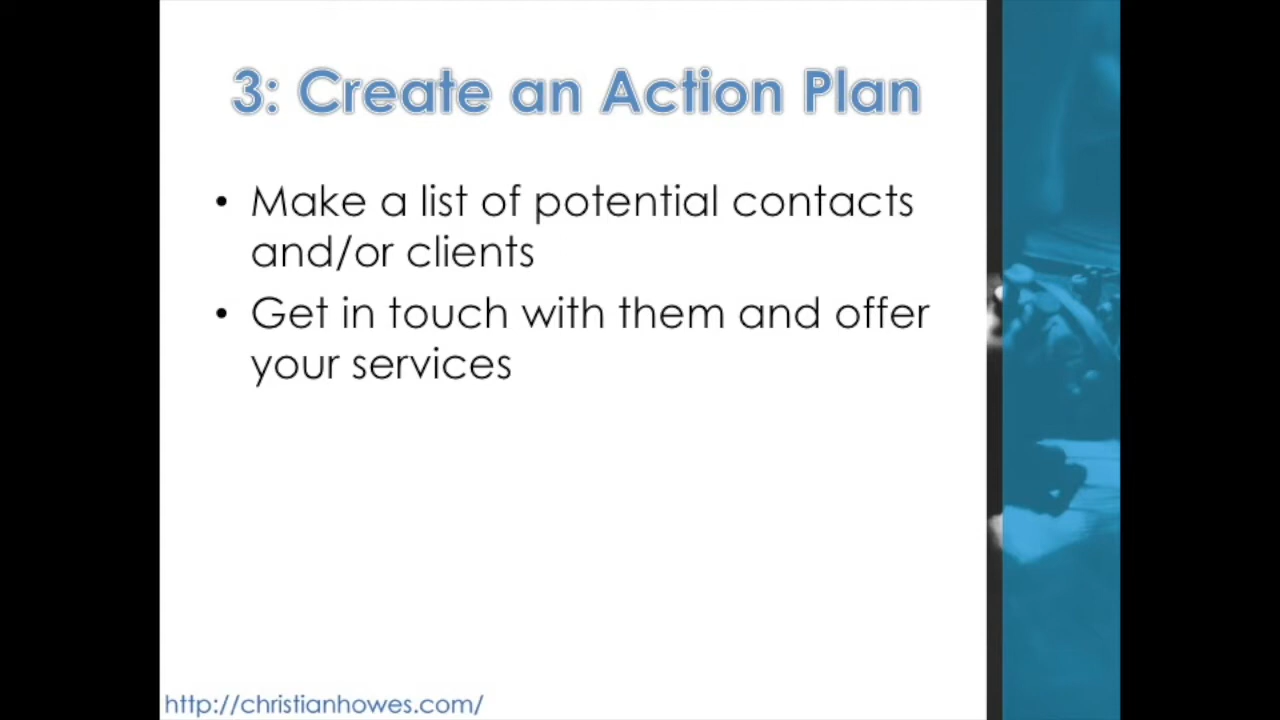 3: Create an Action Plan
• Make a list of potential contacts
and/or clients
• Get in touch with them and offer
your services
http://christianhowes.com/